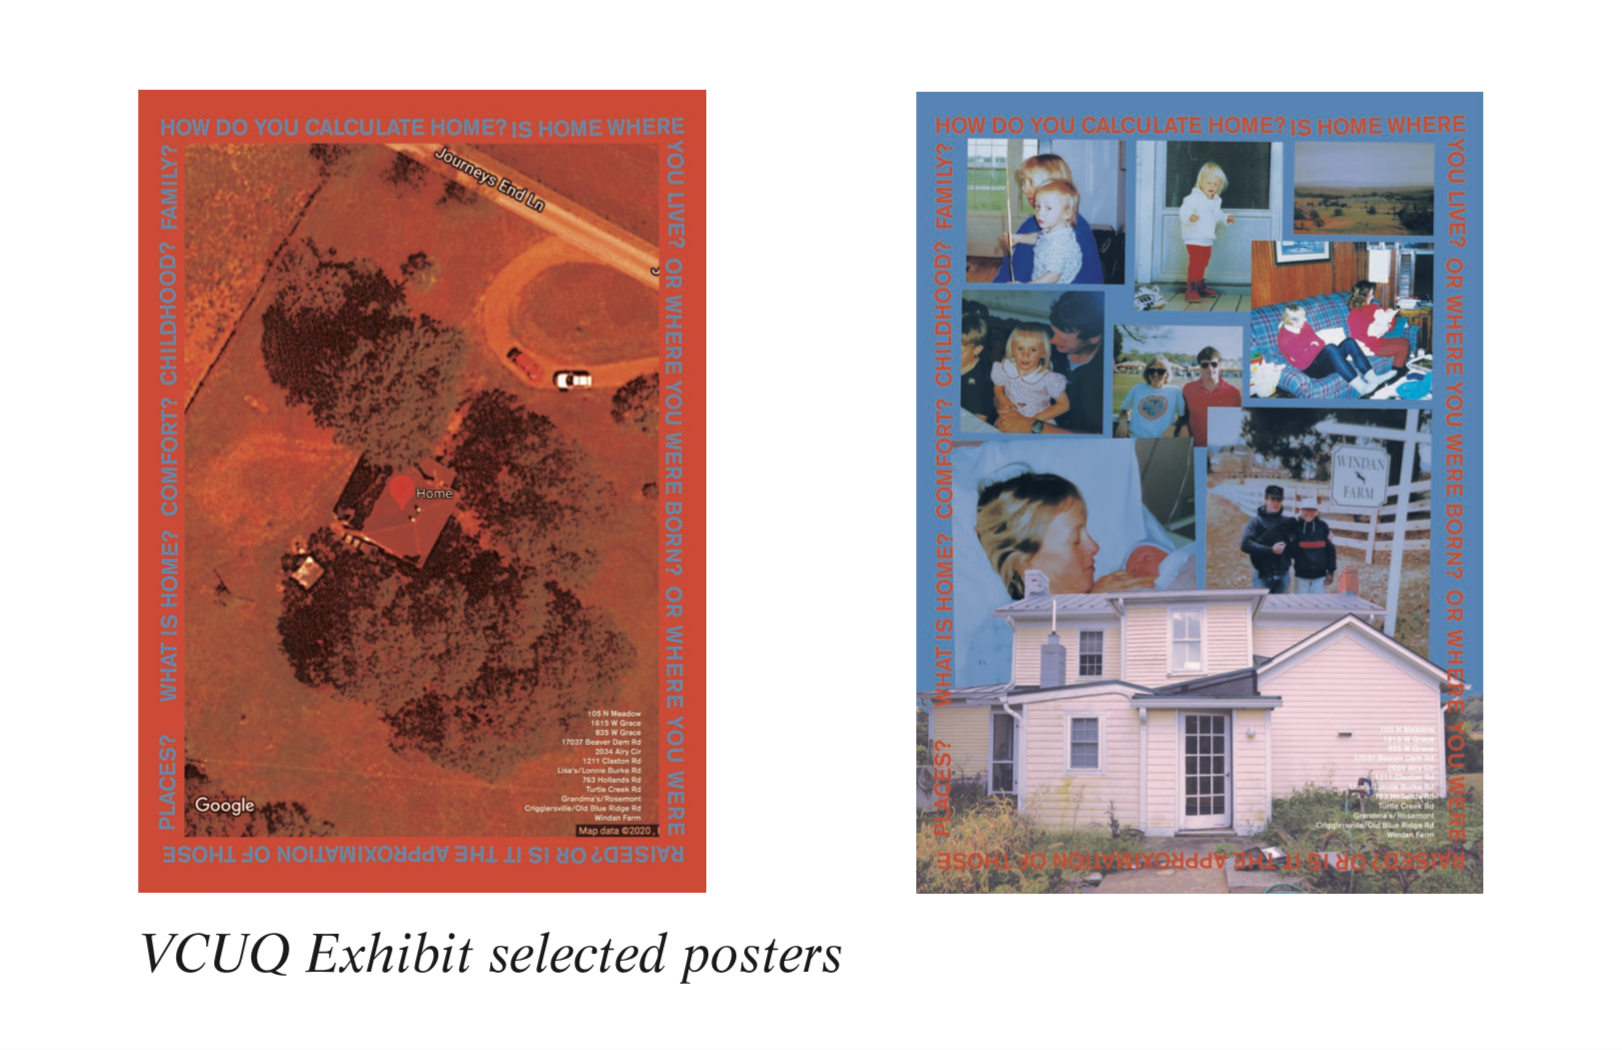 HOW DO YOU CALCULATE HOME? IS HOME WHERE
YOU LIVE? OR WHERE YOU WERE BORN? OR WHERE YOU WERE
RAISED? OR IS IT THE APPROXIMATION OF THOSE
PLACES? WHAT IS HOME? COMFORT? CHILDHOOD? FAMILY?
Journeys End Ln
Home
105 N Meadow
1615 W Grace
835 W Grace
17037 Beaver Dam Rd
2034 Airy Cir
1211 Claxton Rd
Lisa's/Lonnie Burke Rd
763 Hollands Rd
Turtle Creek Rd
Grandma's/Rosemont
Crigglersville/Old Blue Ridge Rd
Windan Farm
Google
Map data ©2020
HOW DO YOU CALCULATE HOME? IS HOME WHERE
YOU LIVE? OR WHERE YOU WERE BORN? OR WHERE YOU WERE
RAISED? OR IS IT THE APPROXIMATION OF THOSE
PLACES? WHAT IS HOME? COMFORT? CHILDHOOD? FAMILY?
WINDAN
FARM
105 N Meadow
1615 W Grace
835 W Grace
17037 Beaver Dam Rd
2034 Airy Cir
1211 Claxton Rd
Lisa's/Lonnie Burke Rd
763 Hollands Rd
Turtle Creek Rd
Grandma's/Rosemont
Crigglersville/Old Blue Ridge Rd
Windan Farm
VCUQ Exhibit selected posters